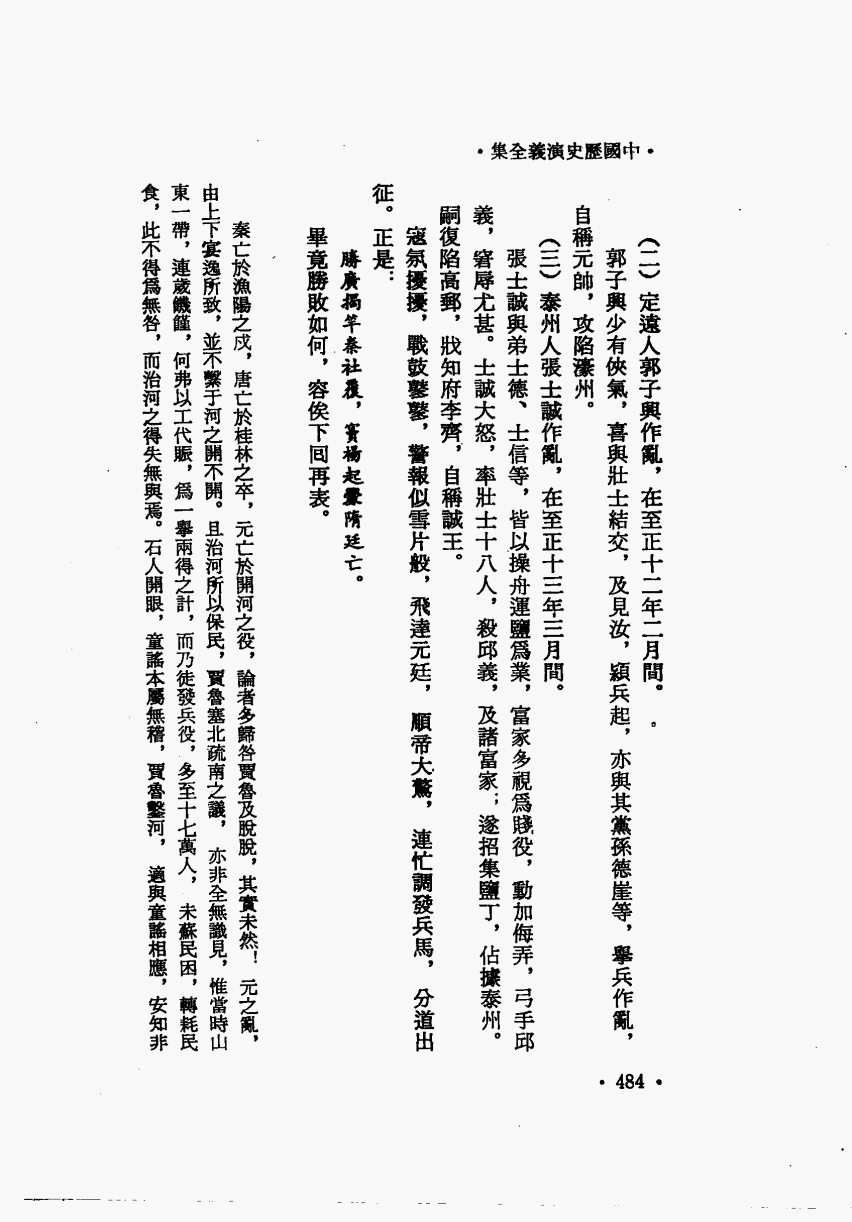 ・中國歷史演義全集・
（二）定遠人郭子興作亂，在至正十二年二月間。
郭子興少有俠氣，喜與壯士結交，及見汝，潁兵起，亦與其黨孫德崖等，舉兵作亂，
自稱元帥，攻陷濠州。
（三）泰州人張士誠作亂，在至正十三年三月間。
張士誠與弟士德、士信等，皆以操舟運鹽爲業，富家多視爲賤役，動加侮弄，弓手邱
義，窘辱尤甚。士誠大怒，率壯士十八人，殺邱義，及諸富家；遂招集鹽丁，佔據泰州。
嗣復陷高郵，戕知府李齊，自稱誠王。
寇氛擾擾，戰鼓鼕鼕，警報似雪片般，飛達元廷，順帝大驚，連忙調發兵馬，分道出
征。正是：
勝廣揭竿秦社覆，寶楊起釁隋廷亡。
畢竟勝敗如何，容俟下回再表。
秦亡於漁陽之戍，唐亡於桂林之卒，元亡於開河之役，論者多歸咎賈魯及脫脫，其實未然！元之亂，
由上下宴逸所致，並不繫于河之開不開。且治河所以保民，賈魯塞北疏南之議，亦非全無識見，惟當時山
東一帶，連歲饑饉，何弗以工代賑，爲一舉兩得之計，而乃徒發兵役，多至十七萬人，未蘇民困，轉耗民
食，此不得爲無咎，而治河之得失無與焉。石人開眼，童謠本屬無稽，賈魯鑿河，適與童謠相應，安知非
・484・